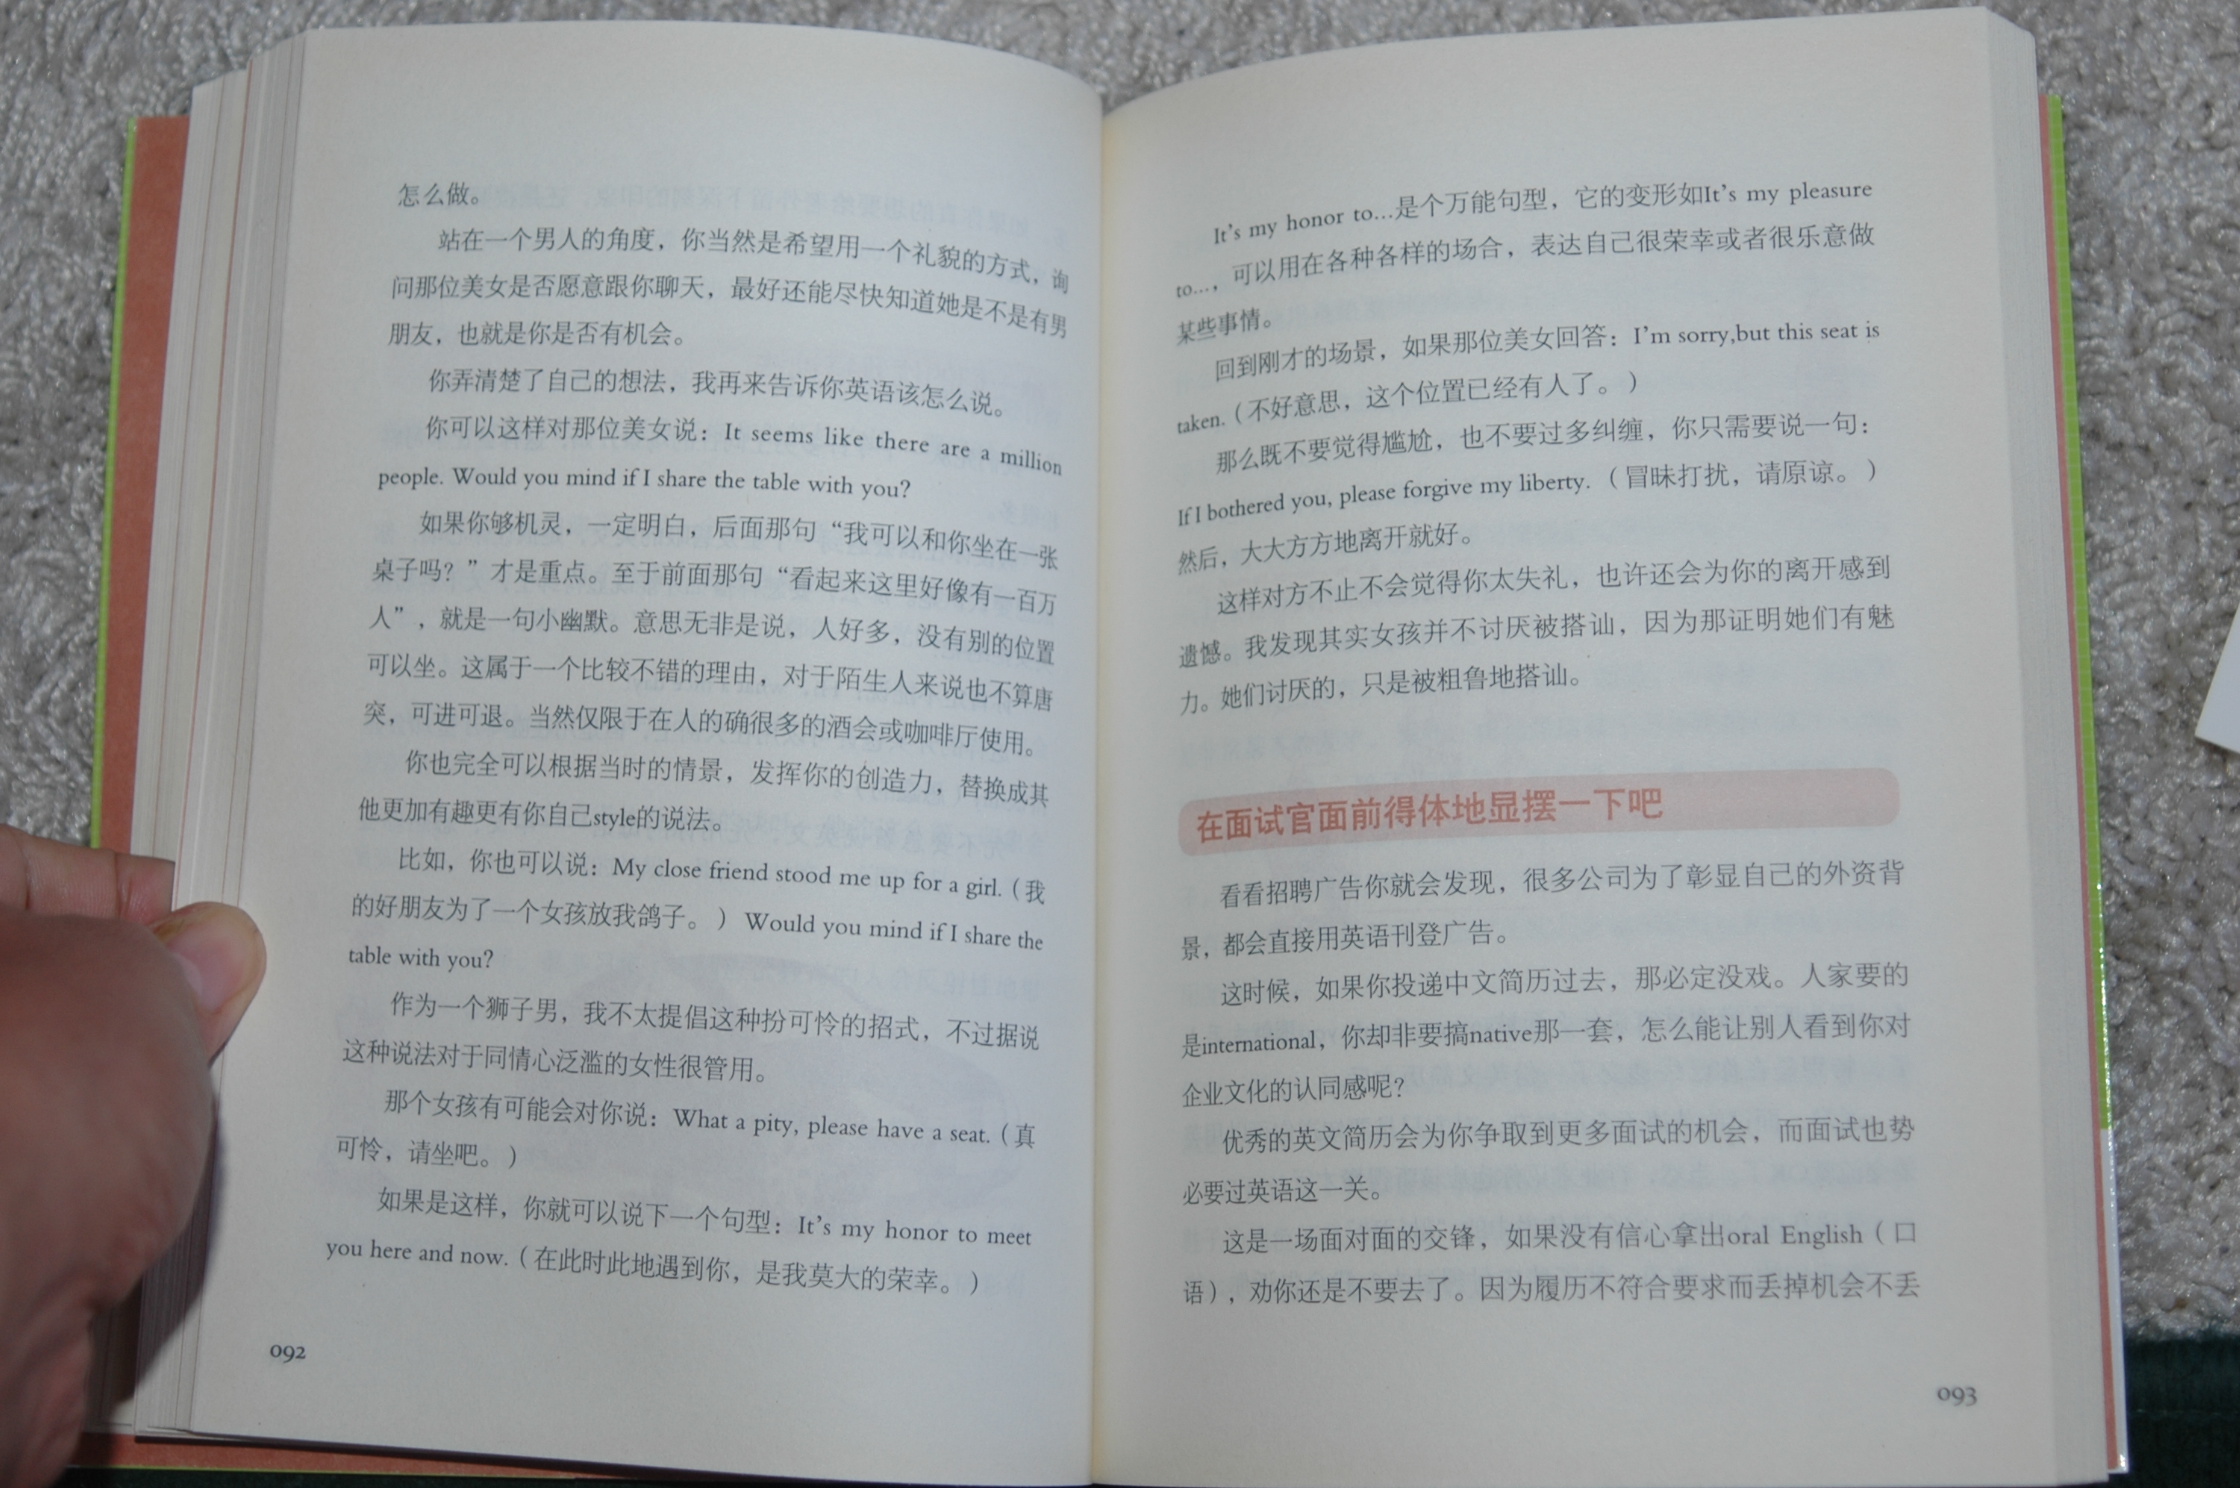 怎么做。
站在一个男人的角度，你当然是希望用一个礼貌的方式，询
问那位美女是否愿意跟你聊天，最好还能尽快知道她是不是有男
朋友，也就是你是否有机会。
你弄清楚了自己的想法，我再来告诉你英语该怎么说。
你可以这样对那位美女说：It seems like there are a million
people. Would you mind if I share the table with you?
如果你够机灵，一定明白，后面那句“我可以和你坐在一张
桌子吗？”才是重点。至于前面那句“看起来这里好像有一百万
人”，就是一句小幽默。意思无非是说，人好多，没有别的位置
可以坐。这属于一个比较不错的理由，对于陌生人来说也不算唐
突，可进可退。当然仅限于在人的确很多的酒会或咖啡厅使用。
你也完全可以根据当时的情景，发挥你的创造力，替换成其
他更加有趣更有你自己style的说法。
比如，你也可以说：My close friend stood me up for a girl.（我
的好朋友为了一个女孩放我鸽子。） Would you mind if I share the
table with you?
作为一个狮子男，我不太提倡这种扮可怜的招式，不过据说
这种说法对于同情心泛滥的女性很管用。
那个女孩有可能会对你说：What a pity, please have a seat.（真
可怜，请坐吧。）
如果是这样，你就可以说下一个句型：It's my honor to meet
you here and now.（在此时此地遇到你，是我莫大的荣幸。）
092
It's my honor to...是个万能句型，它的变形如It's my pleasure
to...，可以用在各种各样的场合，表达自己很荣幸或者很乐意做
某些事情。
回到刚才的场景，如果那位美女回答：I'm sorry,but this seat is
taken.（不好意思，这个位置已经有人了。）
那么既不要觉得尴尬，也不要过多纠缠，你只需要说一句：
If I bothered you, please forgive my liberty.（冒昧打扰，请原谅。）
然后，大大方方地离开就好。
这样对方不止不会觉得你太失礼，也许还会为你的离开感到
遗憾。我发现其实女孩并不讨厌被搭讪，因为那证明她们有魅
力。她们讨厌的，只是被粗鲁地搭讪。
在面试官面前得体地显摆一下吧
看看招聘广告你就会发现，很多公司为了彰显自己的外资背
景，都会直接用英语刊登广告。
这时候，如果你投递中文简历过去，那必定没戏。人家要的
是international，你却非要搞native那一套，怎么能让别人看到你对
企业文化的认同感呢？
优秀的英文简历会为你争取到更多面试的机会，而面试也势
必要过英语这一关。
这是一场面对面的交锋，如果没有信心拿出oral English（口
语），劝你还是不要去了。因为履历不符合要求而丢掉机会不丢
093